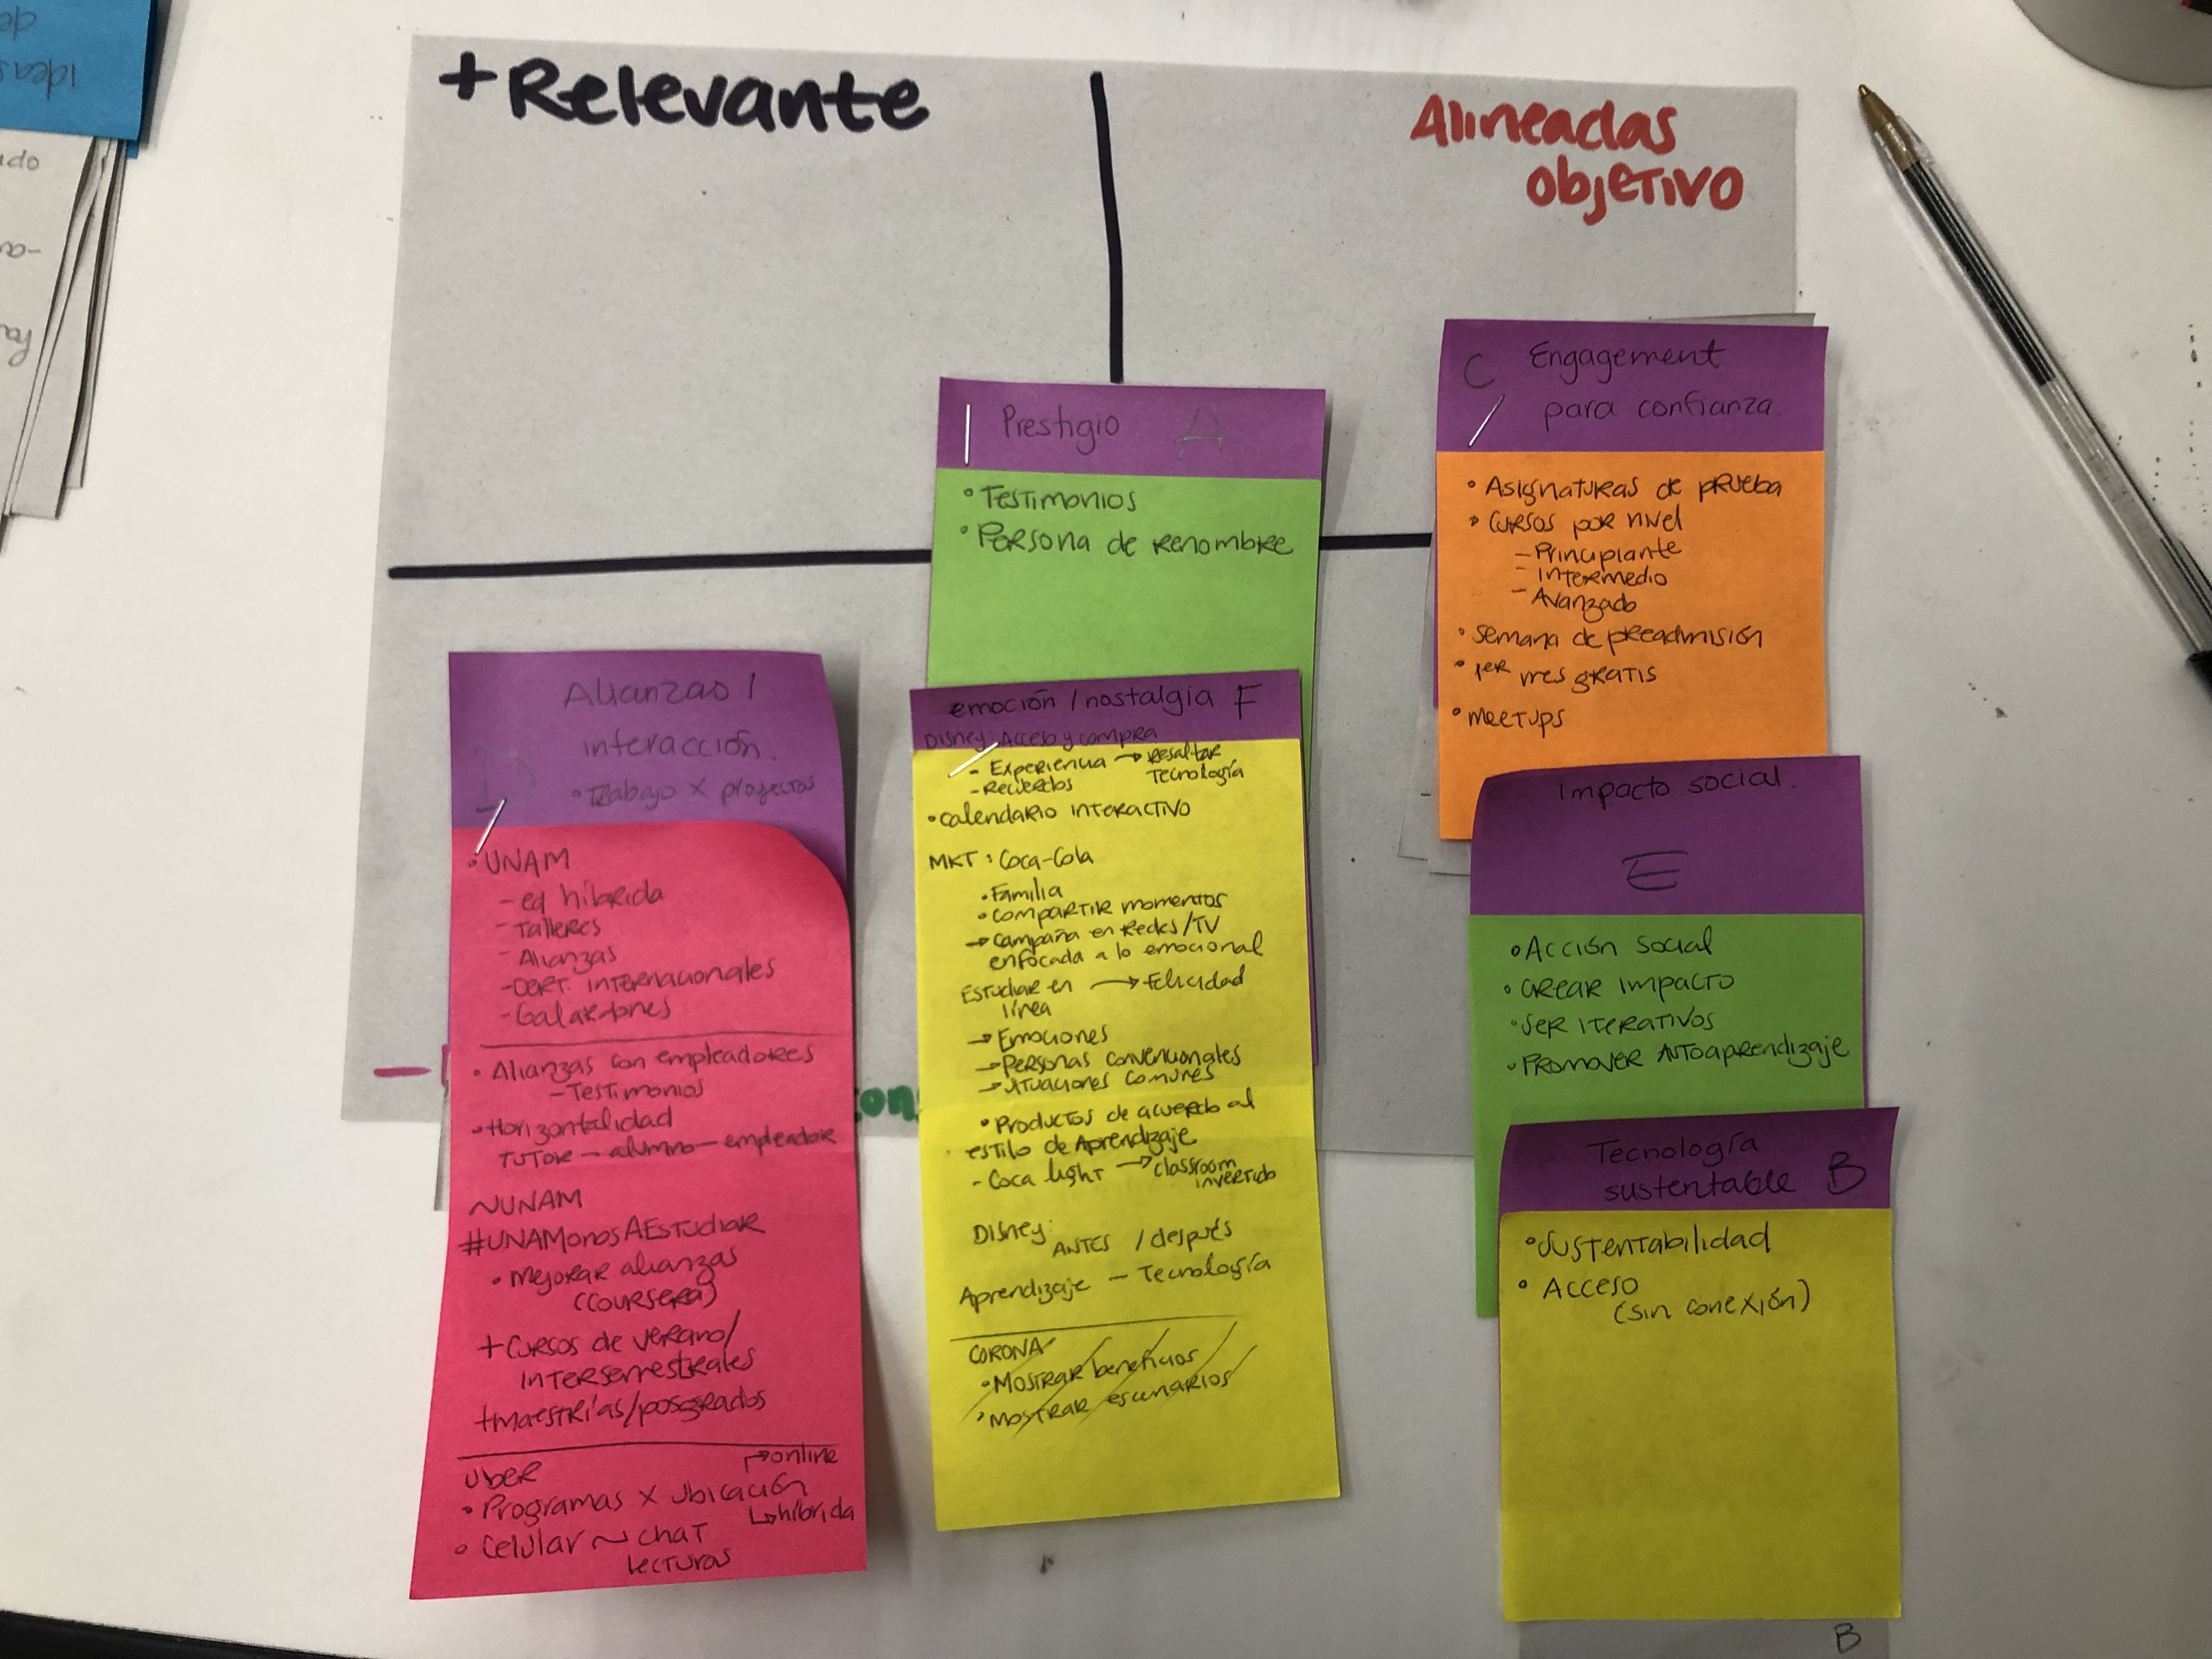 +Relevante
Alineadas
objetivo
Alianzas /
interacción.
D
• Trabajo x proyectos
• UNAM
- ed híbrida
- Talleres
- Alianzas
- CERT. INTERNACIONALES
- Galardones
• Alianzas con empleadores
- Testimonios
• Horizontalidad
TUTOR - alumno - empleador
~UNAM
#UNAMonosAEstudiar
• Mejorar alianzas
(Coursera)
+ Cursos de verano/
intersemestrales
+maestrías/posgrados
UBER
→online
• Programas x ubicación
↳híbrida
• Celular ~ chat
lecturas
Prestigio
A
• Testimonios
• Persona de renombre
emoción / nostalgia F
Disney: Acceso y compra
• Experiencia → resaltar
Tecnología
- Recuerdos
• Calendario interactivo
MKT: Coca-Cola
• Familia
• Compartir momentos
→ Campaña en Redes/TV
enfocada a lo emocional
Estudiar en → Felicidad
línea
→ Emociones
→ Personas convencionales
→ Situaciones comunes
• Productos de acuerdo al
estilo de Aprendizaje
- Coca light → classroom
invertido
Disney: ANTES / después
Aprendizaje - Tecnología
CORONA
• Mostrar beneficios
• Mostrar escenarios
C
Engagement
para confianza.
• Asignaturas de prueba
• Cursos por nivel
- Principiante
- Intermedio
- Avanzado
• Semana de preadmisión
• 1er mes gratis
• Meetups
Impacto social.
E
• Acción social
• Crear impacto
• Ser iterativos
• Promover autoaprendizaje
Tecnología
sustentable B
• Sustentabilidad
• Acceso
(sin conexión)
B